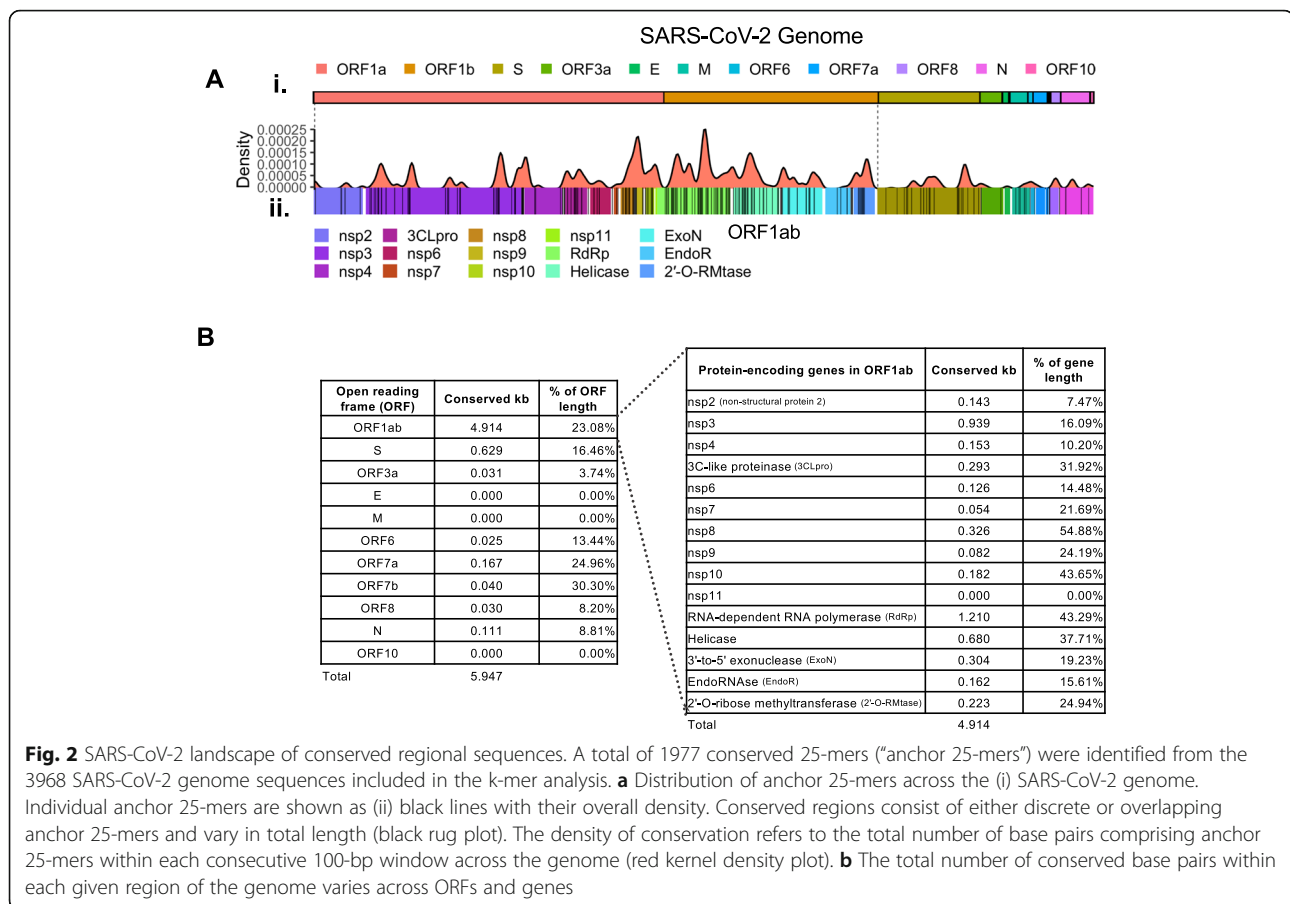 SARS-CoV-2 Genome
A
i.
ORF1a ORF1b S ORF3a E M ORF6 ORF7a ORF8 N ORF10
Density
0.00025
0.00020
0.00015
0.00010
0.00005
0.00000
ii.
ORF1ab
nsp2 3CLpro nsp8 nsp11 ExoN
nsp3 nsp6 nsp9 RdRp EndoR
nsp4 nsp7 nsp10 Helicase 2'-O-RMtase
B
Open reading frame (ORF) Conserved kb % of ORF length
ORF1ab 4.914 23.08%
S 0.629 16.46%
ORF3a 0.031 3.74%
E 0.000 0.00%
M 0.000 0.00%
ORF6 0.025 13.44%
ORF7a 0.167 24.96%
ORF7b 0.040 30.30%
ORF8 0.030 8.20%
N 0.111 8.81%
ORF10 0.000 0.00%
Total 5.947
Protein-encoding genes in ORF1ab Conserved kb % of gene length
nsp2 (non-structural protein 2) 0.143 7.47%
nsp3 0.939 16.09%
nsp4 0.153 10.20%
3C-like proteinase (3CLpro) 0.293 31.92%
nsp6 0.126 14.48%
nsp7 0.054 21.69%
nsp8 0.326 54.88%
nsp9 0.082 24.19%
nsp10 0.182 43.65%
nsp11 0.000 0.00%
RNA-dependent RNA polymerase (RdRp) 1.210 43.29%
Helicase 0.680 37.71%
3'-to-5' exonuclease (ExoN) 0.304 19.23%
EndoRNAse (EndoR) 0.162 15.61%
2'-O-ribose methyltransferase (2'-O-RMtase) 0.223 24.94%
Total 4.914
Fig. 2 SARS-CoV-2 landscape of conserved regional sequences. A total of 1977 conserved 25-mers (“anchor 25-mers”) were identified from the
3968 SARS-CoV-2 genome sequences included in the k-mer analysis. a Distribution of anchor 25-mers across the (i) SARS-CoV-2 genome.
Individual anchor 25-mers are shown as (ii) black lines with their overall density. Conserved regions consist of either discrete or overlapping
anchor 25-mers and vary in total length (black rug plot). The density of conservation refers to the total number of base pairs comprising anchor
25-mers within each consecutive 100-bp window across the genome (red kernel density plot). b The total number of conserved base pairs within
each given region of the genome varies across ORFs and genes